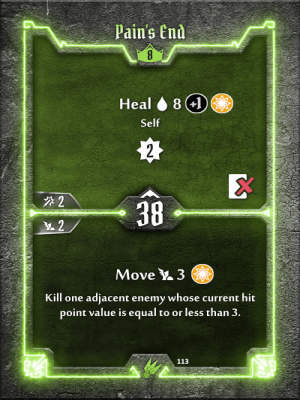 Pain's End
8
Heal 8 +1
Self
2
2
38
2
Move 3
Kill one adjacent enemy whose current hit
point value is equal to or less than 3.
113